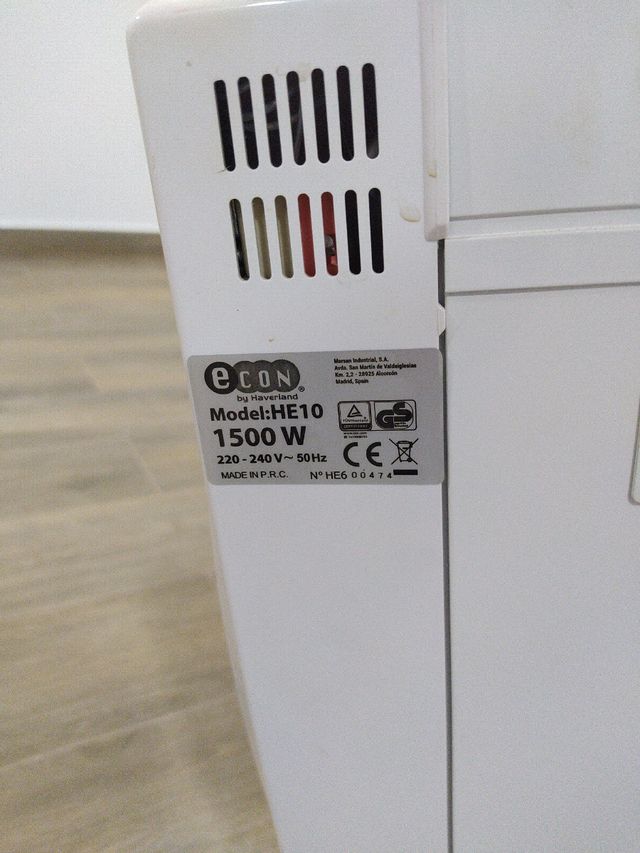 econ®
by Haverland
Marsan Industrial, S.A.
Avda. San Martín de Valdeiglesias
Km. 2,2 - 28925 Alcorcón
Madrid, Spain
Model:HE10
1500 W
220 - 240 V ~ 50Hz
MADE IN P.R.C.
Nº HE6 00474
GS
CE